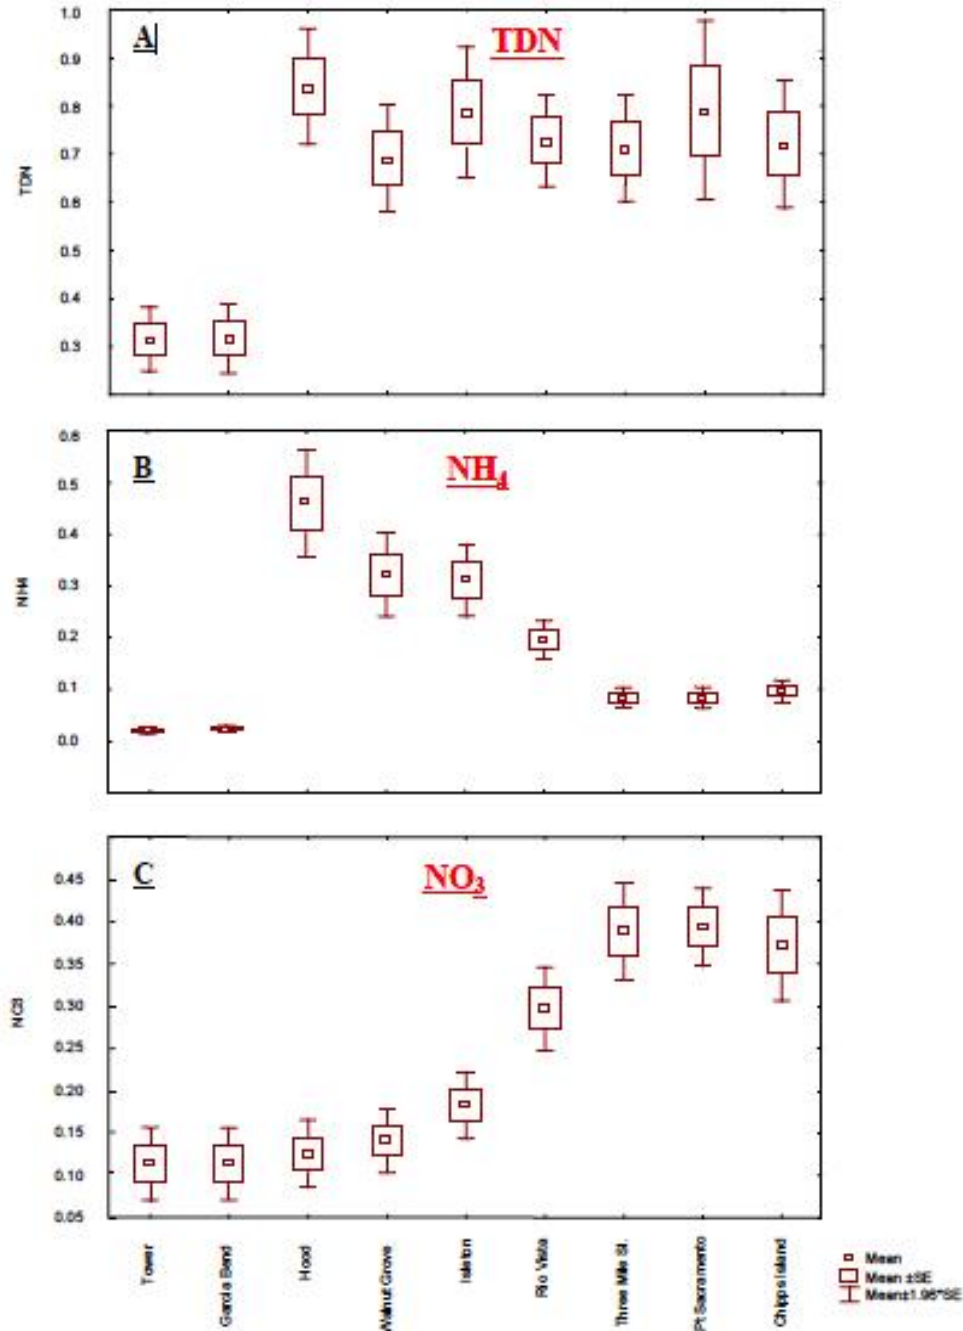 A
TDN
1.0
0.9
0.8
0.7
0.6
0.5
0.4
0.3
TDN
B
NH4
0.6
0.5
0.4
0.3
0.2
0.1
0.0
NH4
C
NO3
0.45
0.40
0.35
0.30
0.25
0.20
0.15
0.10
0.05
NO3
Tower
Garcia Bend
Hood
Walnut Grove
Isleton
Rio Vista
Three Mile Sl.
Pt Sacramento
Chipps Island
Mean
Mean ±SE
Mean±1.96*SE